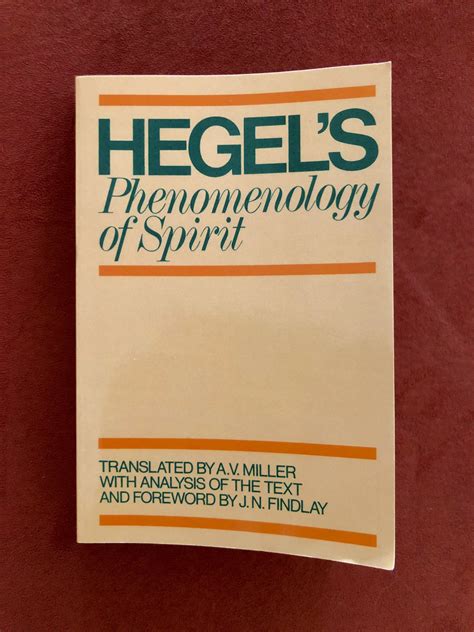 HEGEL'S
Phenomenology
of Spirit
TRANSLATED BY A.V. MILLER
WITH ANALYSIS OF THE TEXT
AND FOREWORD BY J. N. FINDLAY